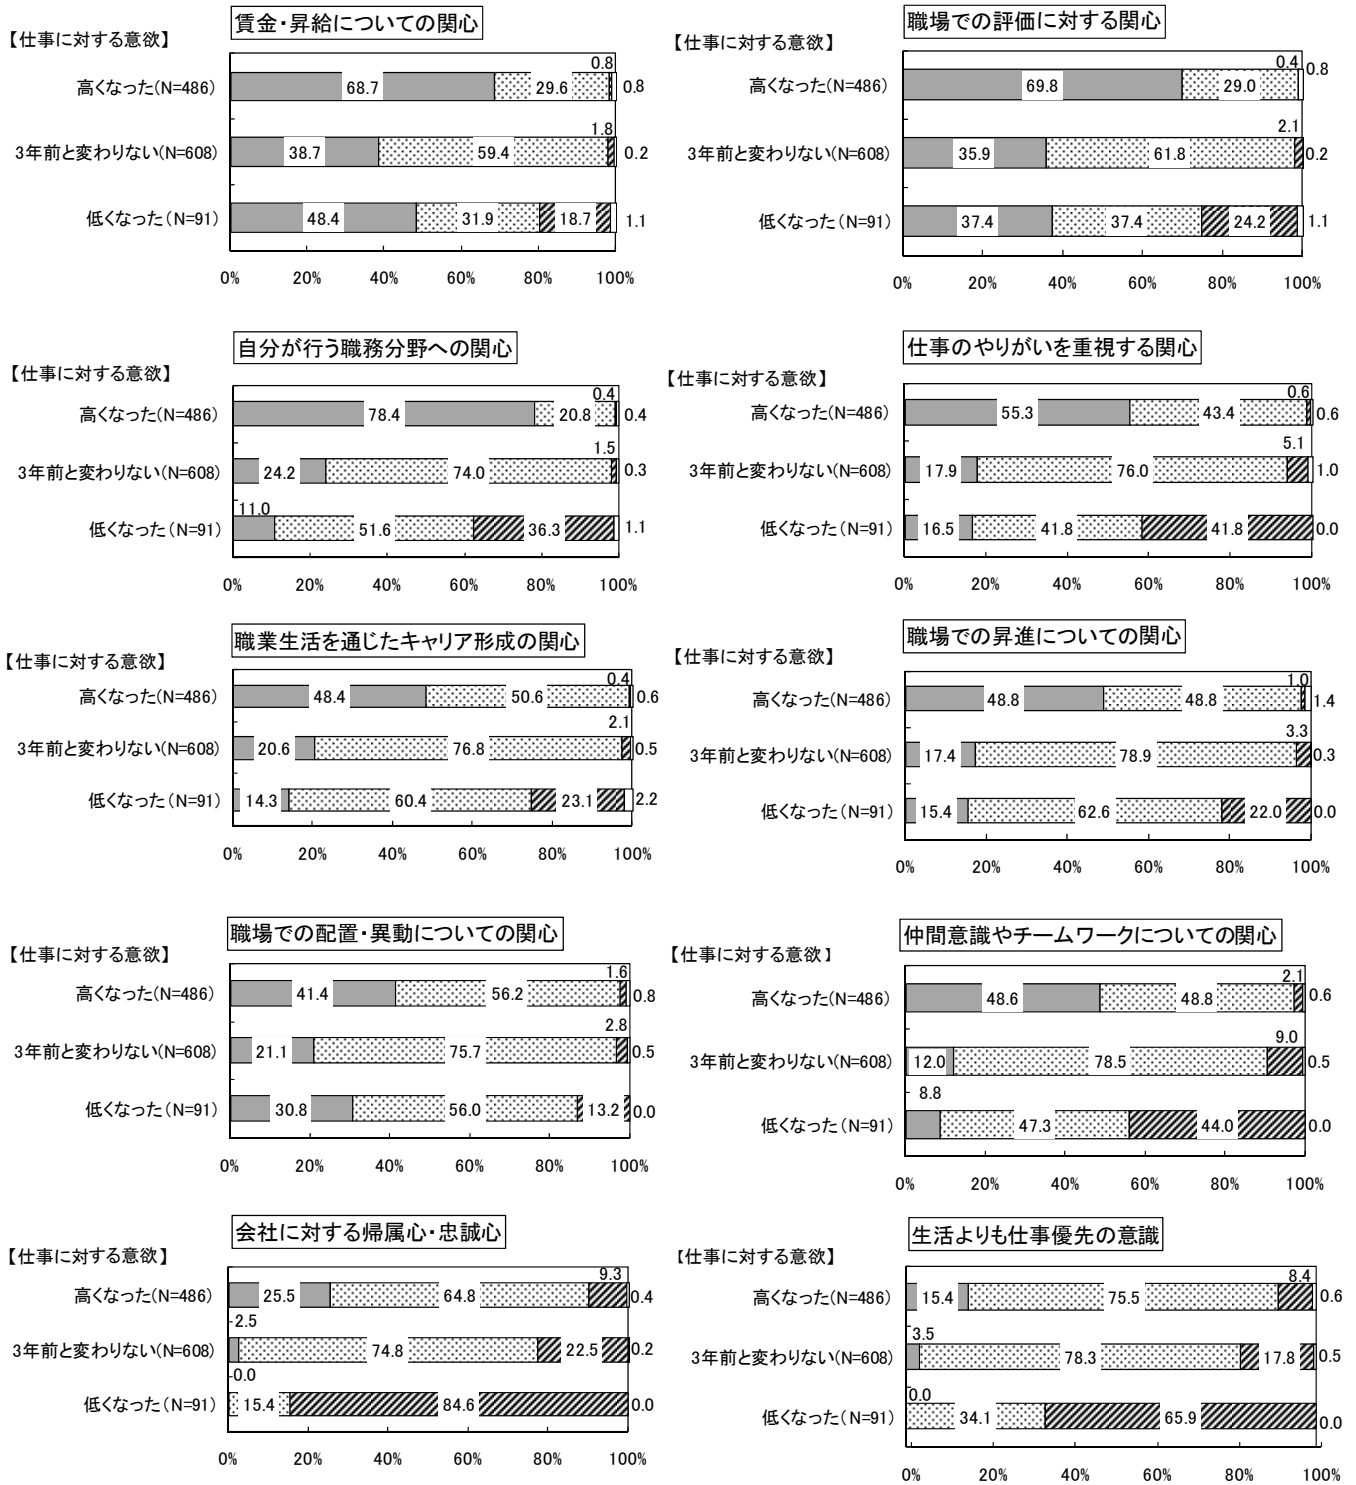 賃金・昇給についての関心
【仕事に対する意欲】
0.8
高くなった(N=486) 68.7 29.6 0.8
1.8
3年前と変わりない(N=608) 38.7 59.4 0.2
低くなった(N=91) 48.4 31.9 18.7 1.1
0% 20% 40% 60% 80% 100%
職場での評価に対する関心
【仕事に対する意欲】
0.4 0.8
高くなった(N=486) 69.8 29.0
2.1
3年前と変わりない(N=608) 35.9 61.8 0.2
低くなった(N=91) 37.4 37.4 24.2 1.1
0% 20% 40% 60% 80% 100%
自分が行う職務分野への関心
【仕事に対する意欲】
0.4
高くなった(N=486) 78.4 20.8 0.4
1.5
3年前と変わりない(N=608) 24.2 74.0 0.3
11.0
低くなった(N=91) 51.6 36.3 1.1
0% 20% 40% 60% 80% 100%
仕事のやりがいを重視する関心
【仕事に対する意欲】
0.6
高くなった(N=486) 55.3 43.4 0.6
5.1
3年前と変わりない(N=608) 17.9 76.0 1.0
低くなった(N=91) 16.5 41.8 41.8 0.0
0% 20% 40% 60% 80% 100%
職業生活を通じたキャリア形成の関心
【仕事に対する意欲】
0.4
高くなった(N=486) 48.4 50.6 0.6
2.1
3年前と変わりない(N=608) 20.6 76.8 0.5
低くなった(N=91) 14.3 60.4 23.1 2.2
0% 20% 40% 60% 80% 100%
職場での昇進についての関心
【仕事に対する意欲】
1.0
高くなった(N=486) 48.8 48.8 1.4
3.3
3年前と変わりない(N=608) 17.4 78.9 0.3
低くなった(N=91) 15.4 62.6 22.0 0.0
0% 20% 40% 60% 80% 100%
職場での配置・異動についての関心
【仕事に対する意欲】
1.6
高くなった(N=486) 41.4 56.2 0.8
2.8
3年前と変わりない(N=608) 21.1 75.7 0.5
低くなった(N=91) 30.8 56.0 13.2 0.0
0% 20% 40% 60% 80% 100%
仲間意識やチームワークについての関心
【仕事に対する意欲】
2.1
高くなった(N=486) 48.6 48.8 0.6
9.0
3年前と変わりない(N=608) 12.0 78.5 0.5
8.8
低くなった(N=91) 47.3 44.0 0.0
0% 20% 40% 60% 80% 100%
会社に対する帰属心・忠誠心
【仕事に対する意欲】
9.3
高くなった(N=486) 25.5 64.8 0.4
2.5
3年前と変わりない(N=608) 74.8 22.5 0.2
0.0
低くなった(N=91) 15.4 84.6 0.0
0% 20% 40% 60% 80% 100%
生活よりも仕事優先の意識
【仕事に対する意欲】
8.4
高くなった(N=486) 15.4 75.5 0.6
3.5
3年前と変わりない(N=608) 78.3 17.8 0.5
0.0
低くなった(N=91) 34.1 65.9 0.0
0% 20% 40% 60% 80% 100%